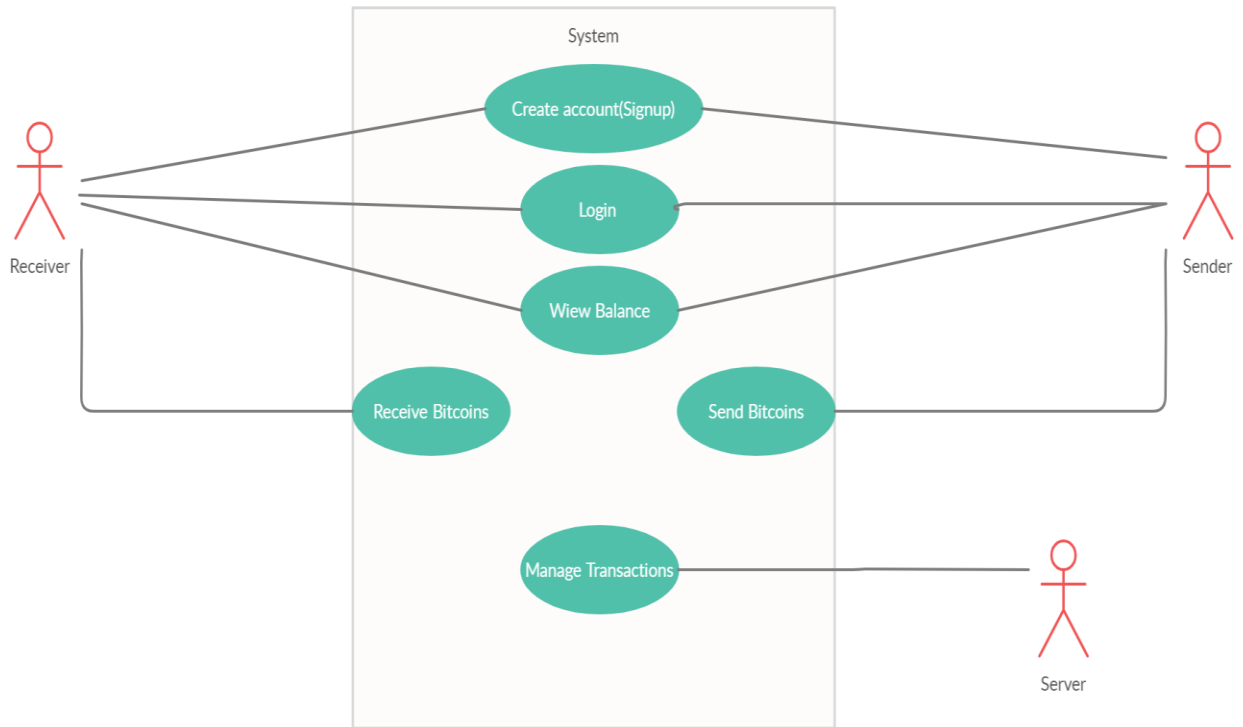 System
Create account(Signup)
Login
Receiver
Sender
Wiew Balance
Receive Bitcoins
Send Bitcoins
Manage Transactions
Server